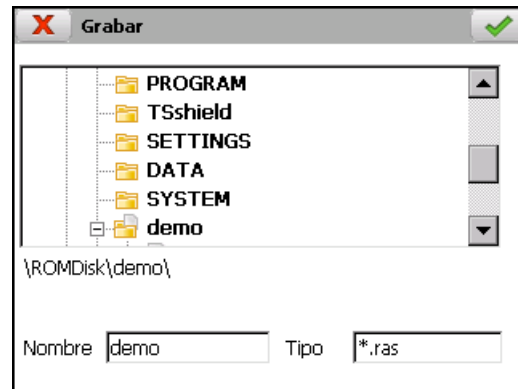 Grabar
PROGRAM
TSshield
SETTINGS
DATA
SYSTEM
demo
\ROMDisk\demo\
Nombre demo Tipo *.ras